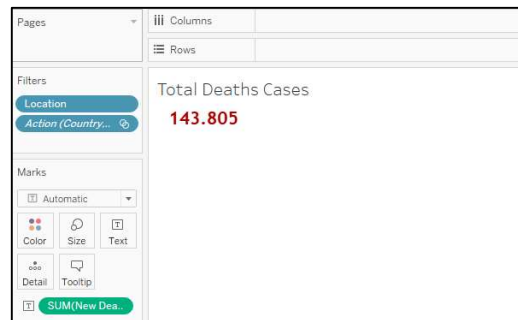 Pages
Columns
Rows
Filters
Location
Action (Country...
Total Deaths Cases
143.805
Marks
Automatic
Color Size Text
Detail Tooltip
SUM(New Dea..